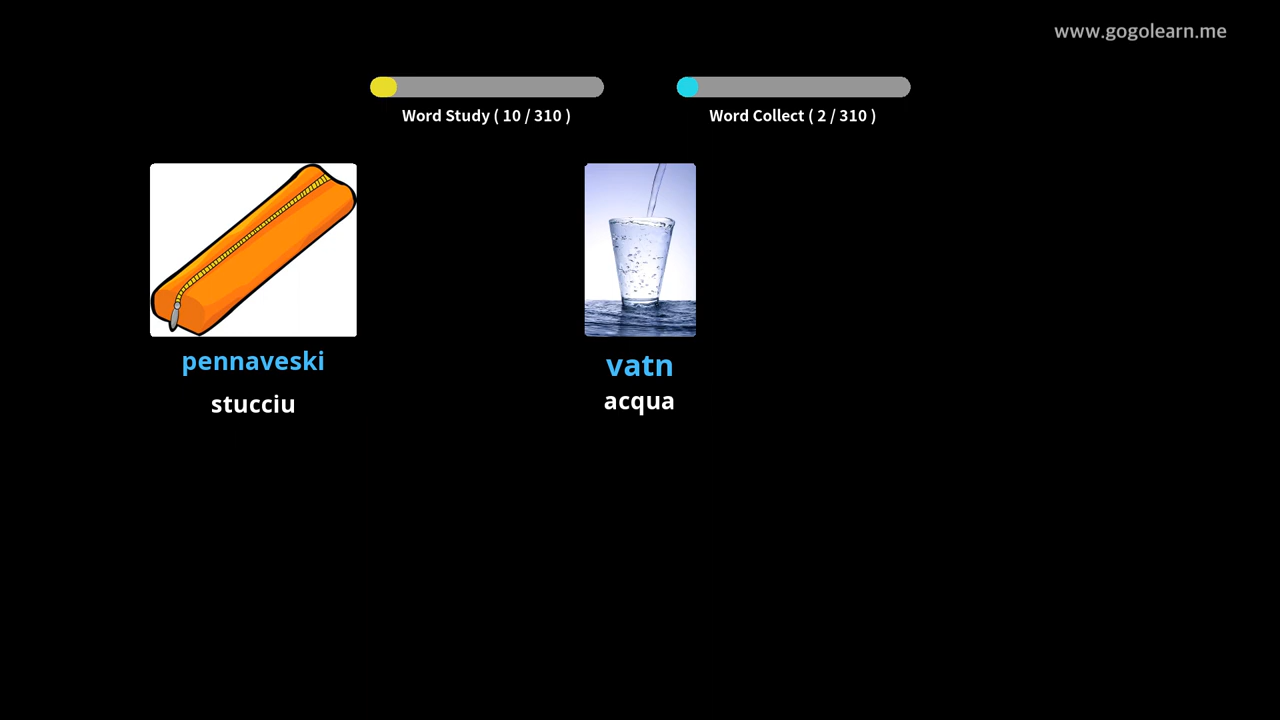 www.gogolearn.me
Word Study ( 10 / 310 )
Word Collect ( 2 / 310 )
pennaveski
stucciu
vatn
acqua